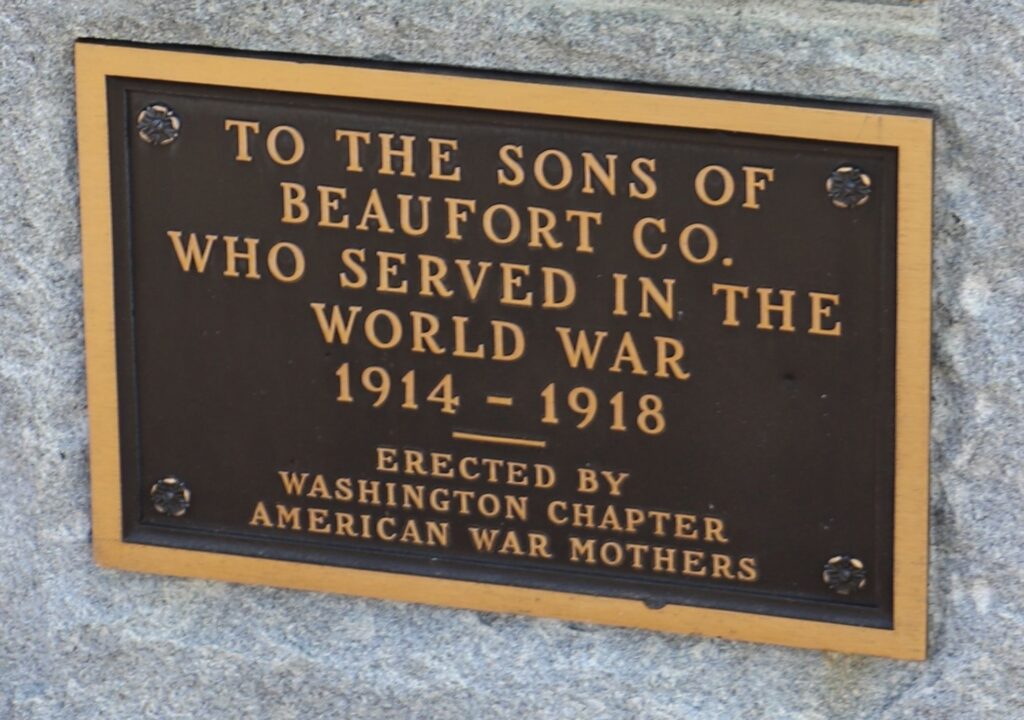 TO THE SONS OF
BEAUFORT CO.
WHO SERVED IN THE
WORLD WAR
1914 – 1918
ERECTED BY
WASHINGTON CHAPTER
AMERICAN WAR MOTHERS